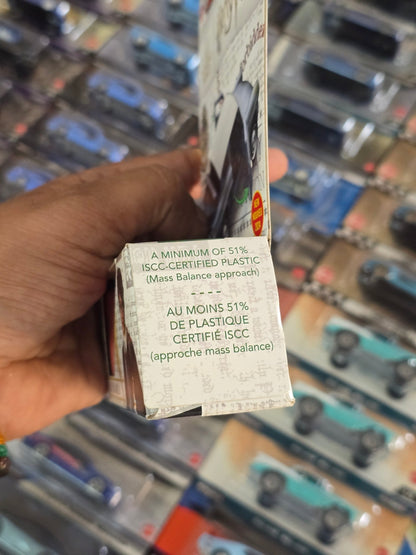 A MINIMUM OF 51%
ISCC-CERTIFIED PLASTIC
(Mass Balance approach)
----
AU MOINS 51%
DE PLASTIQUE
CERTIFIÉ ISCC
(approche mass balance)